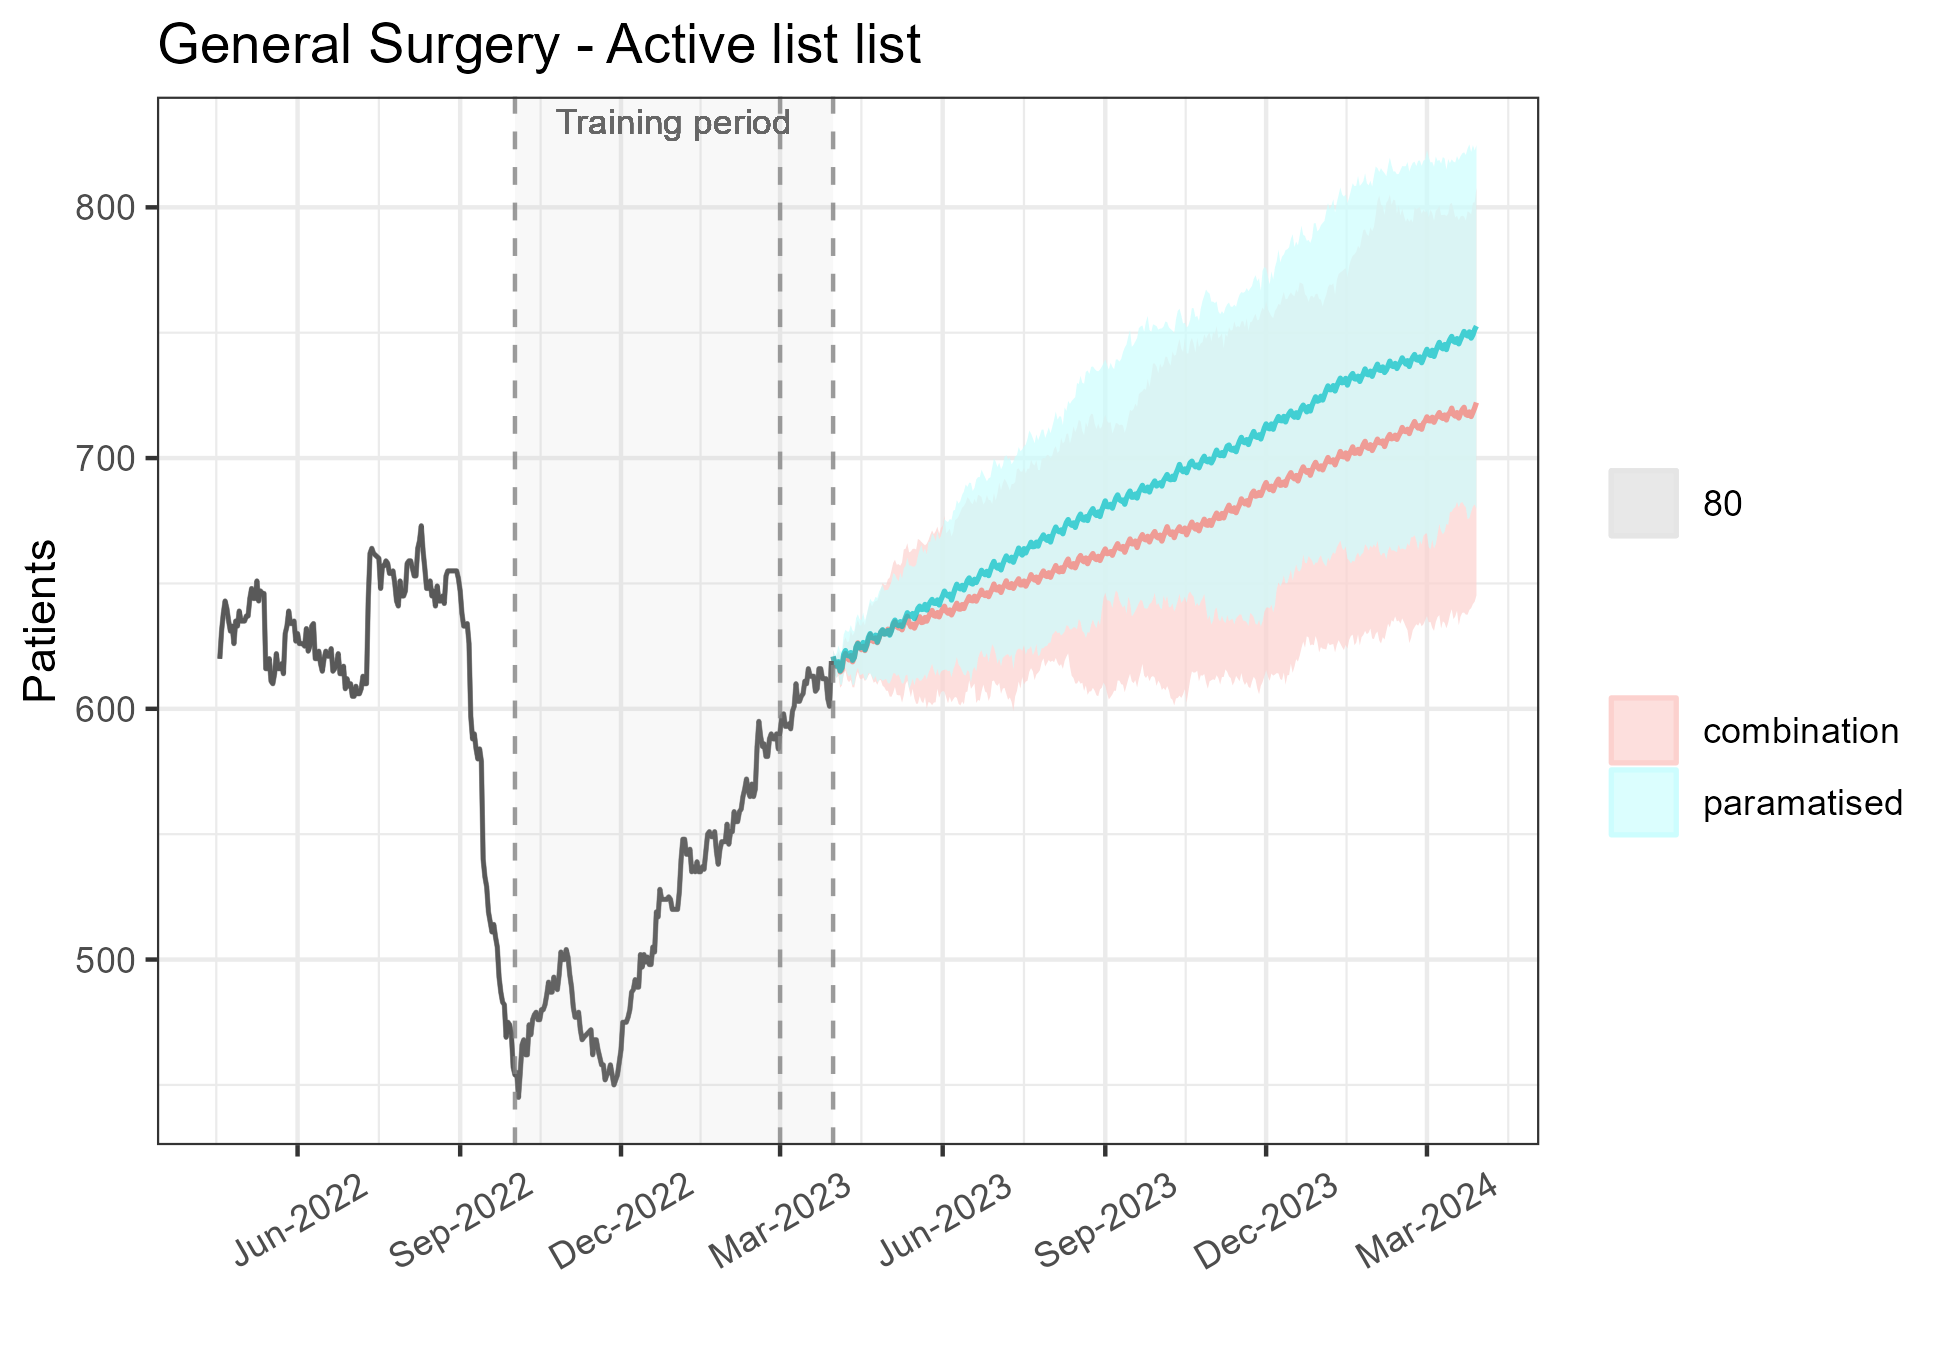 General Surgery - Active list list
Training period
Patients
800
700
600
500
Jun-2022
Sep-2022
Dec-2022
Mar-2023
Jun-2023
Sep-2023
Dec-2023
Mar-2024
80
combination
paramatised